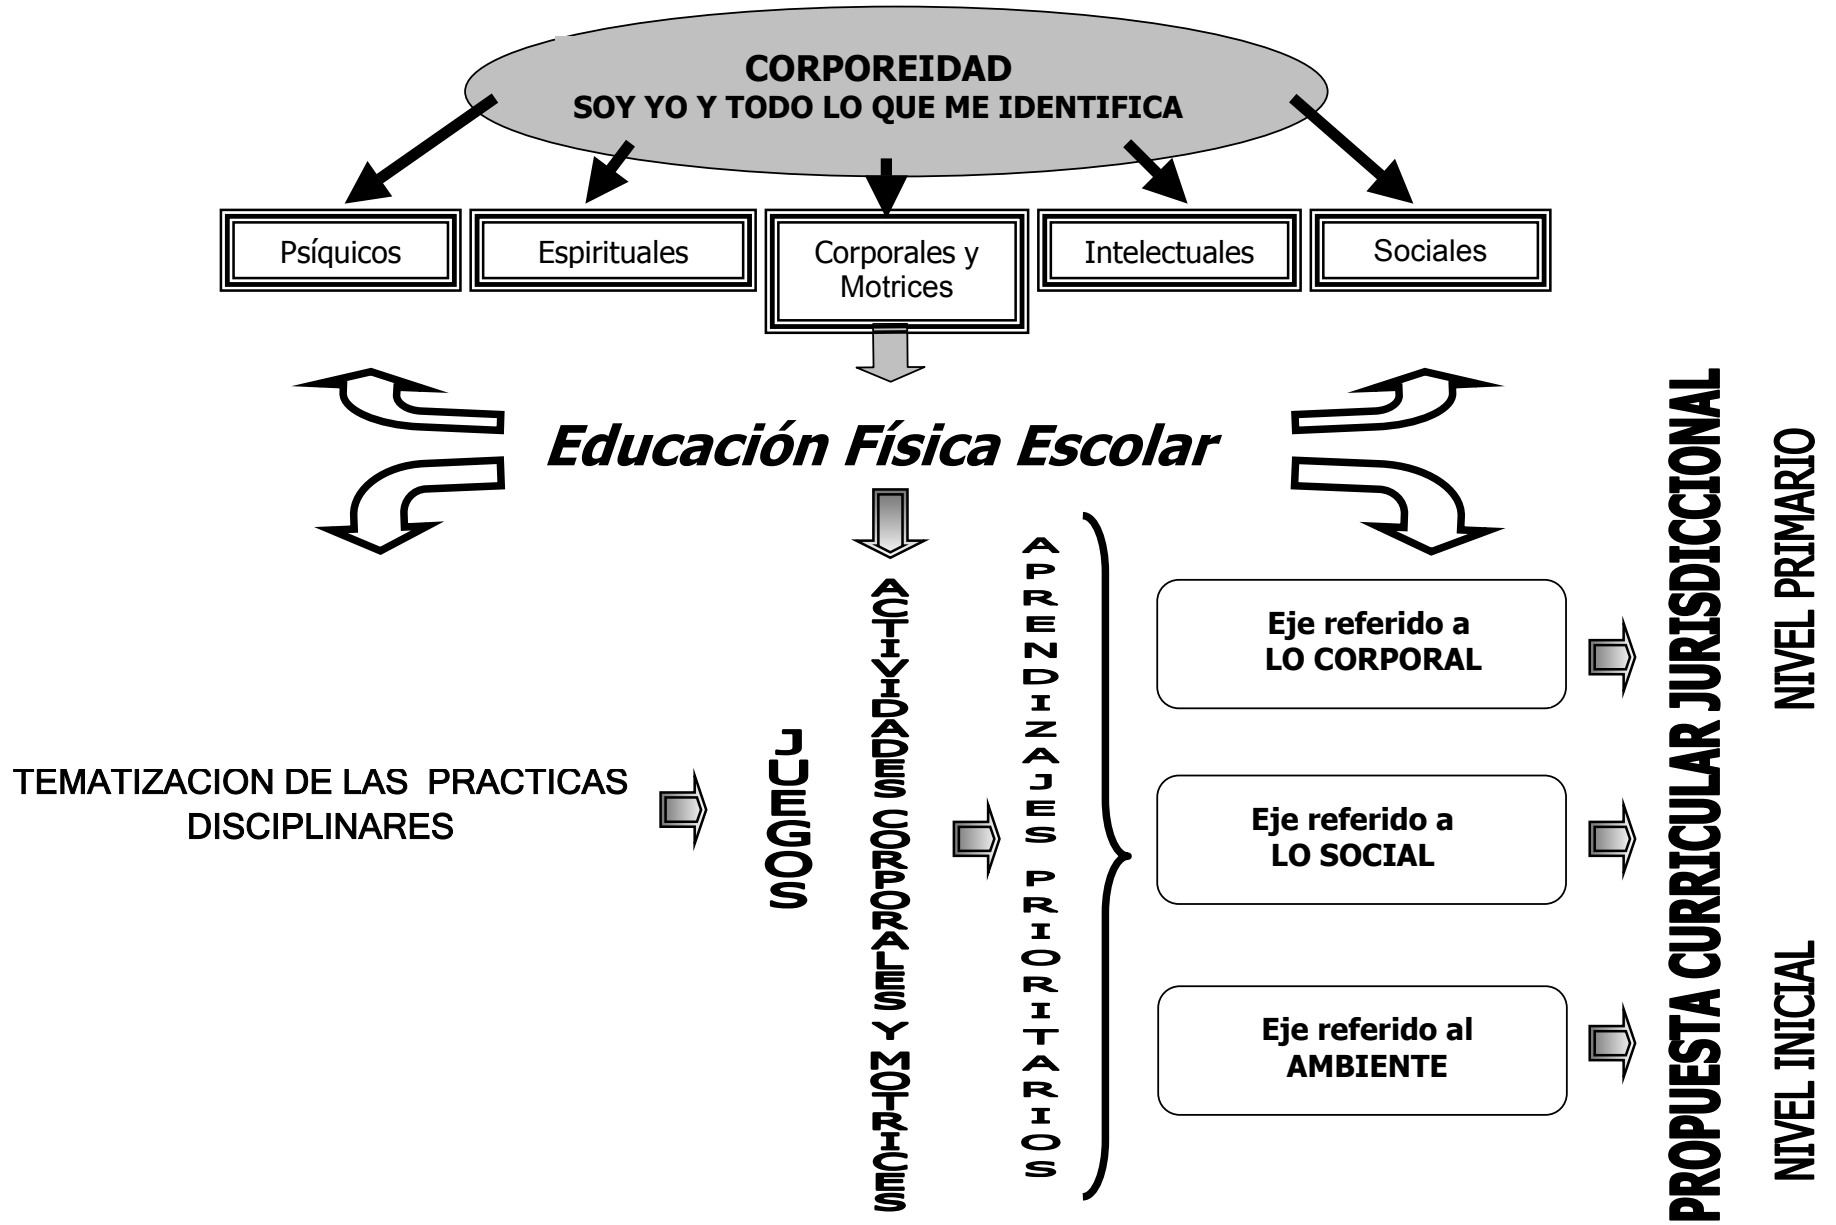 CORPOREIDAD
SOY YO Y TODO LO QUE ME IDENTIFICA
Psíquicos
Espirituales
Corporales y
Motrices
Intelectuales
Sociales
Educación Física Escolar
TEMATIZACION DE LAS PRACTICAS
DISCIPLINARES
JUEGOS
ACTIVIDADES CORPORALES Y MOTRICES
APRENDIZAJES PRIORITARIOS
Eje referido a
LO CORPORAL
Eje referido a
LO SOCIAL
Eje referido al
AMBIENTE
PROPUESTA CURRICULAR JURISDICCIONAL
NIVEL PRIMARIO
NIVEL INICIAL